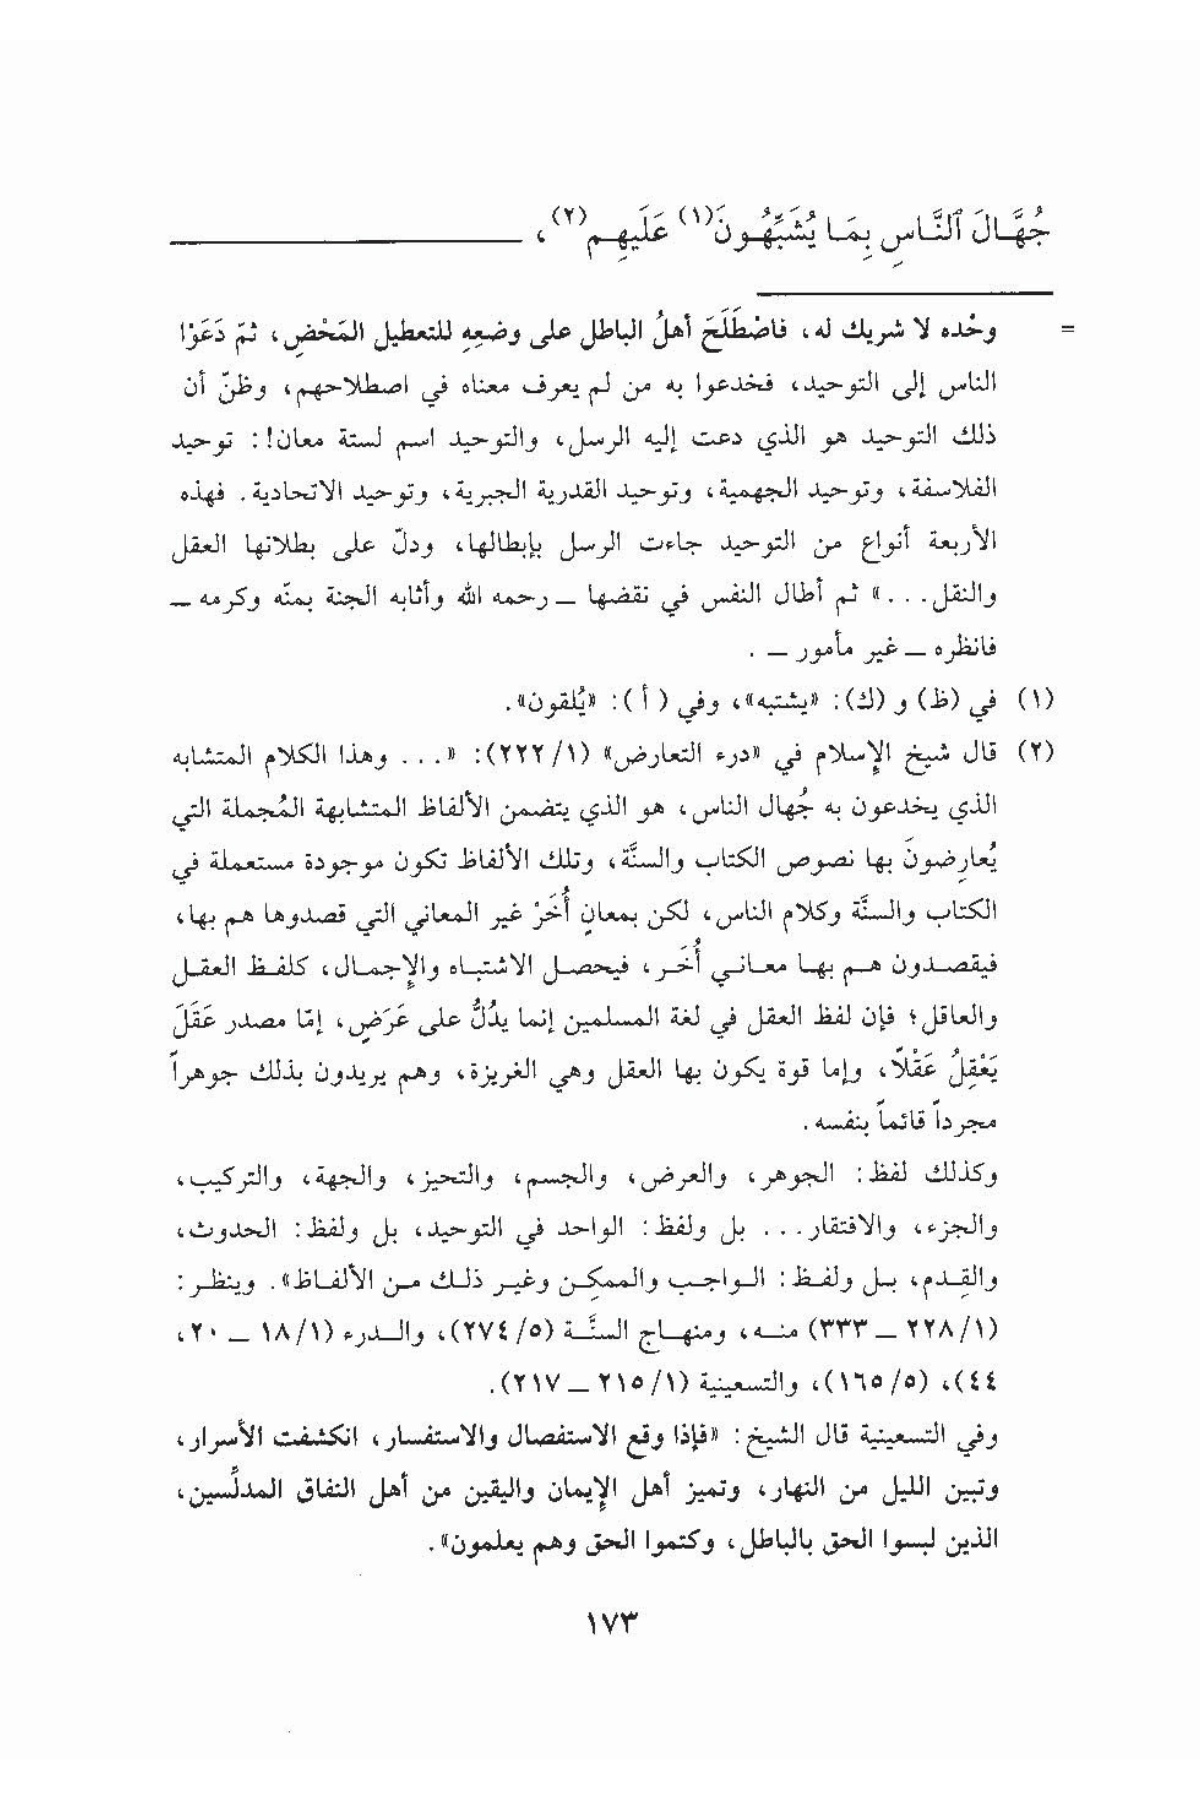 جُهَّالَ ٱلنَّاسِ بِمَا يُشَبِّهُونَ(١) عَلَيهِم(٢)،
= وحْده لا شريك له، فاصْطَلَحَ أهلُ الباطل على وضعِهِ للتعطيل المَحْضِ، ثمّ دَعَوْا
الناس إلى التوحيد، فخدعوا به من لم يعرف معناه في اصطلاحهم، وظنّ أن
ذلك التوحيد هو الذي دعت إليه الرسل، والتوحيد اسم لستة معان!: توحيد
الفلاسفة، وتوحيد الجهمية، وتوحيد القدرية الجبرية، وتوحيد الاتحادية. فهذه
الأربعة أنواع من التوحيد جاءت الرسل بإبطالها، ودلّ على بطلانها العقل
والنقل...» ثم أطال النفس في نقضها ــ رحمه الله وأثابه الجنة بمنّه وكرمه ــ
فانظره ــ غير مأمور ــ .
(١) في (ظ) و (ك): «يشتبه»، وفي ( أ ): «يُلقون».
(٢) قال شيخ الإسلام في «درء التعارض» (١/ ٢٢٢): «... وهذا الكلام المتشابه
الذي يخدعون به جُهال الناس، هو الذي يتضمن الألفاظ المتشابهة المُجملة التي
يُعارِضونَ بها نصوص الكتاب والسنَّة، وتلك الألفاظ تكون موجودة مستعملة في
الكتاب والسنَّة وكلام الناس، لكن بمعانٍ أُخَرْ غير المعاني التي قصدوها هم بها،
فيقصدون هم بها معاني أُخَر، فيحصل الاشتباه والإجمال، كلفظ العقل
والعاقل؛ فإن لفظ العقل في لغة المسلمين إنما يدُلُّ على عَرَضٍ، إمّا مصدر عَقَلَ
يَعْقِلُ عَقْلاً، وإما قوة يكون بها العقل وهي الغريزة، وهم يريدون بذلك جوهراً
مجرداً قائماً بنفسه.
وكذلك لفظ: الجوهر، والعرض، والجسم، والتحيز، والجهة، والتركيب،
والجزء، والافتقار... بل ولفظ: الواحد في التوحيد، بل ولفظ: الحدوث،
والقِدم، بل ولفظ: الواجب والممكِن وغير ذلك من الألفاظ». وينظر:
(١/ ٢٢٨ ــ ٣٣٣) منه، ومنهاج السنَّة (٥/ ٢٧٤)، والدرء (١/ ١٨ ــ ٢٠،
٤٤)، (٥/ ١٦٥)، والتسعينية (١/ ٢١٥ ــ ٢١٧).
وفي التسعينية قال الشيخ: «فإذا وقع الاستفصال والاستفسار، انكشفت الأسرار،
وتبين الليل من النهار، وتميز أهل الإيمان واليقين من أهل النفاق المدلِّسين،
الذين لبسوا الحق بالباطل، وكتموا الحق وهم يعلمون».
١٧٣